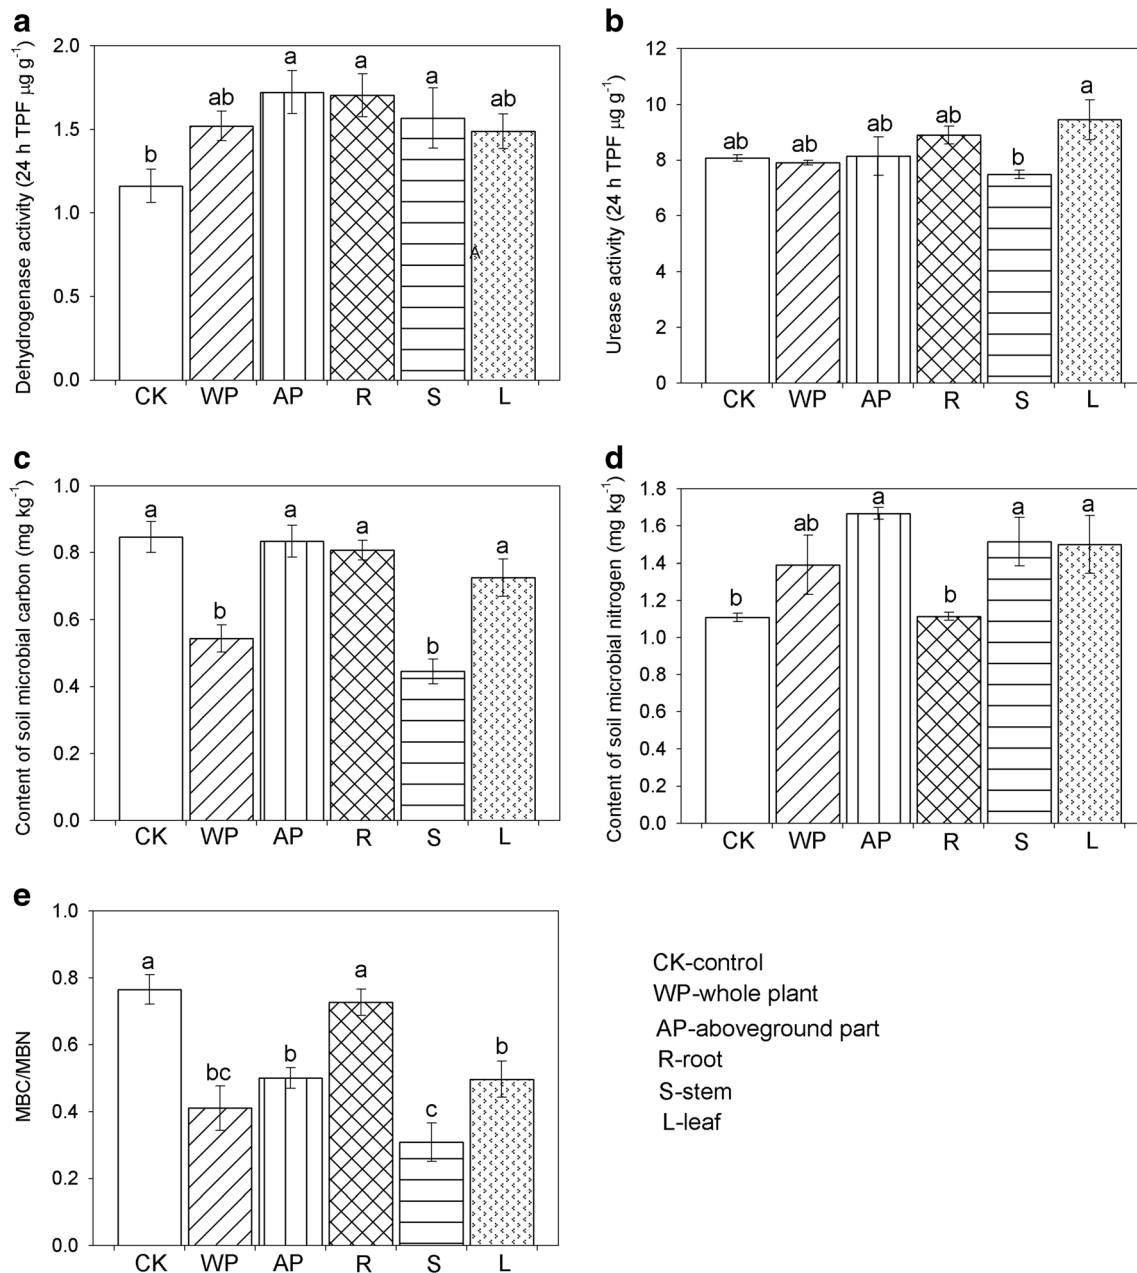 a
Dehydrogenase activity (24 h TPF μg g-1)
2.0
1.5
1.0
0.5
0.0
b
ab
a
a
a
ab
A
CK WP AP R S L
b
Urease activity (24 h TPF μg g-1)
12
10
8
6
4
2
0
ab
ab
ab
ab
b
a
CK WP AP R S L
c
Content of soil microbial carbon (mg kg-1)
1.0
0.8
0.6
0.4
0.2
0.0
a
b
a
a
b
a
CK WP AP R S L
d
Content of soil microbial nitrogen (mg kg-1)
1.8
1.6
1.4
1.2
1.0
0.8
0.6
0.4
0.2
0.0
b
ab
a
b
a
a
CK WP AP R S L
e
MBC/MBN
1.0
0.8
0.6
0.4
0.2
0.0
a
bc
b
a
c
b
CK WP AP R S L
CK-control
WP-whole plant
AP-aboveground part
R-root
S-stem
L-leaf